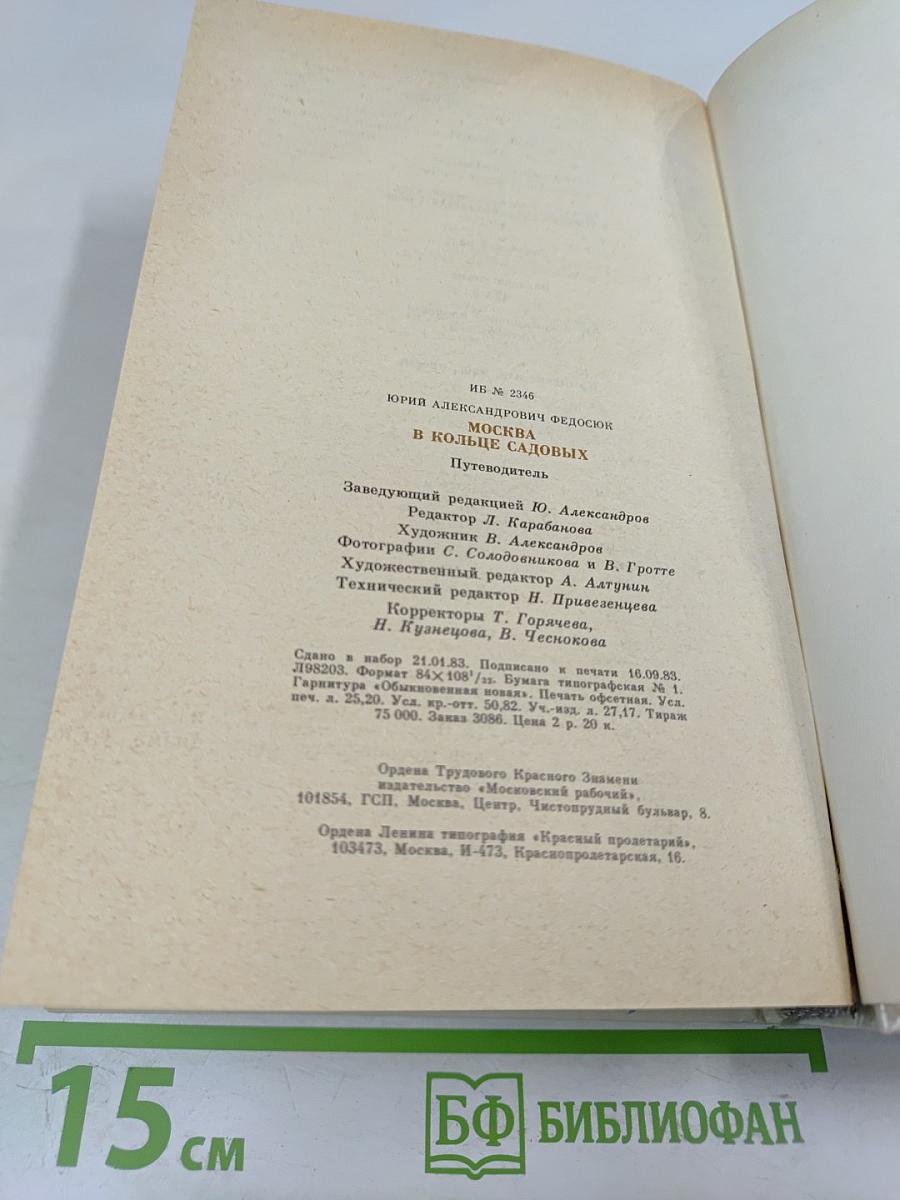 ИБ № 2346
ЮРИЙ АЛЕКСАНДРОВИЧ ФЕДОСЮК
МОСКВА
В КОЛЬЦЕ САДОВЫХ
Путеводитель
Заведующий редакцией Ю. Александров
Редактор Л. Карабанова
Художник В. Александров
Фотографии С. Солодовникова и В. Гротте
Художественный редактор А. Алтунин
Технический редактор Н. Привезенцева
Корректоры Т. Горячева,
Н. Кузнецова, В. Чеснокова
Сдано в набор 21.01.83. Подписано к печати 16.09.83.
Л98203. Формат 84×108¹/₃₂. Бумага типографская № 1.
Гарнитура «Обыкновенная новая». Печать офсетная. Усл.
печ. л. 25,20. Усл. кр.-отт. 50,82. Уч.-изд. л. 27,17. Тираж
75 000. Заказ 3086. Цена 2 р. 20 к.
Ордена Трудового Красного Знамени
издательство «Московский рабочий»,
101854, ГСП, Москва, Центр, Чистопрудный бульвар, 8.
Ордена Ленина типография «Красный пролетарий»,
103473, Москва, И-473, Краснопролетарская, 16.
15 см
БФ БИБЛИОФАН